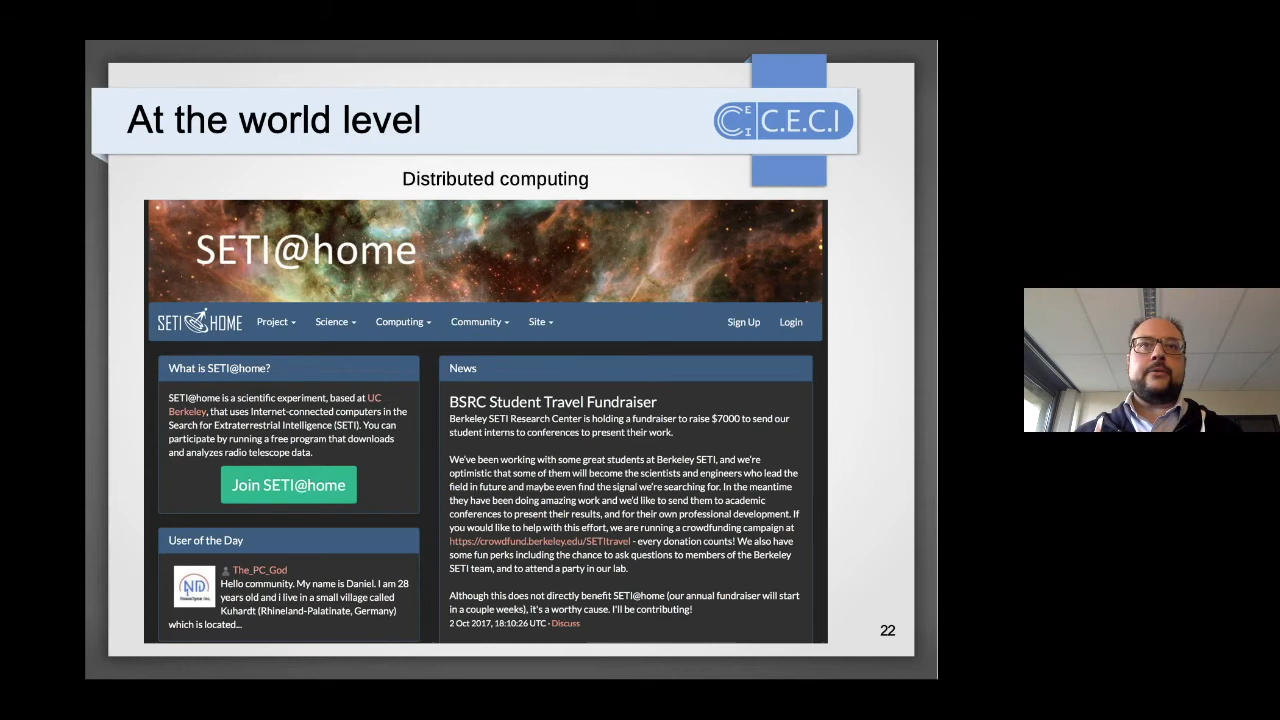 At the world level
C E C I
C.E.C.I
Distributed computing
SETI@home
SETI@HOME
Project
Science
Computing
Community
Site
Sign Up
Login
What is SETI@home?
SETI@home is a scientific experiment, based at UC
Berkeley, that uses Internet-connected computers in the
Search for Extraterrestrial Intelligence (SETI). You can
participate by running a free program that downloads
and analyzes radio telescope data.
Join SETI@home
User of the Day
The_PC_God
Hello community. My name is Daniel. I am 28
years old and i live in a small village called
Kuhardt (Rhineland-Palatinate, Germany)
which is located...
News
BSRC Student Travel Fundraiser
Berkeley SETI Research Center is holding a fundraiser to raise $7000 to send our
student interns to conferences to present their work.
We've been working with some great students at Berkeley SETI, and we're
optimistic that some of them will become the scientists and engineers who lead the
field in future and maybe even find the signal we're searching for. In the meantime
they have been doing amazing work and we'd like to send them to academic
conferences to present their results, and for their own professional development. If
you would like to help with this effort, we are running a crowdfunding campaign at
https://crowdfund.berkeley.edu/SETItravel - every donation counts! We also have
some fun perks including the chance to ask questions to members of the Berkeley
SETI team, and to attend a party in our lab.
Although this does not directly benefit SETI@home (our annual fundraiser will start
in a couple weeks), it's a worthy cause. I'll be contributing!
2 Oct 2017, 18:10:26 UTC · Discuss
22